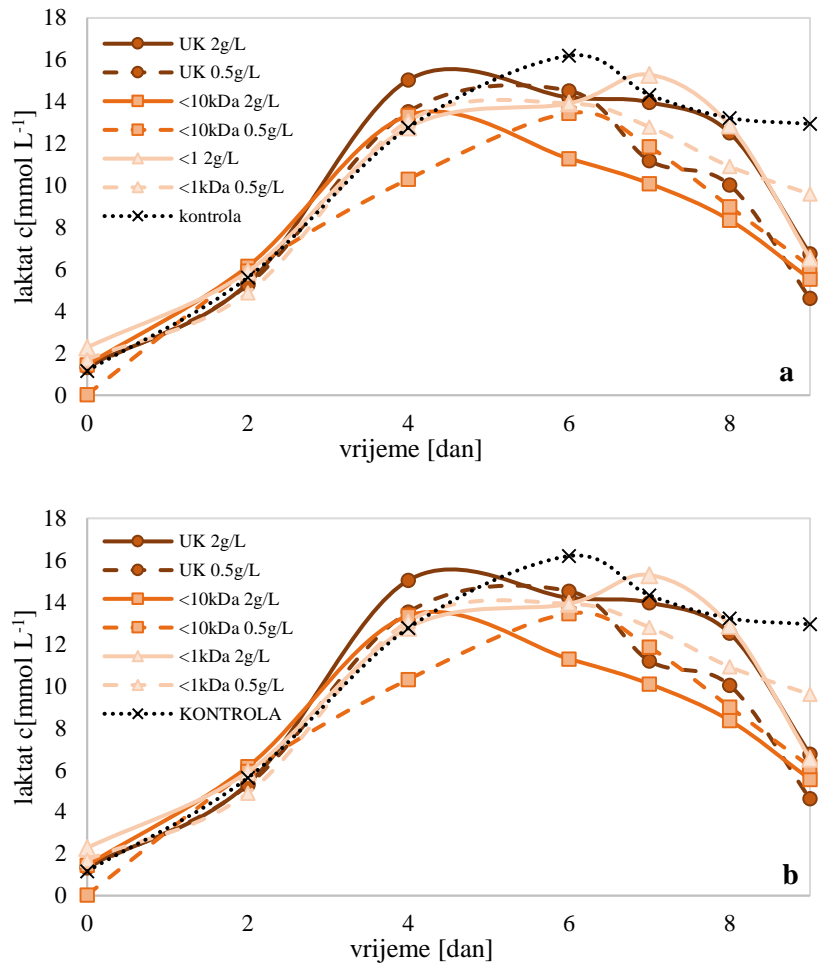 18
16
14
12
10
8
6
4
2
0
laktat c[mmol L⁻¹]
UK 2g/L
UK 0.5g/L
<10kDa 2g/L
<10kDa 0.5g/L
<1 2g/L
<1kDa 0.5g/L
kontrola
a
0 2 4 6 8
vrijeme [dan]
18
16
14
12
10
8
6
4
2
0
laktat c[mmol L⁻¹]
UK 2g/L
UK 0.5g/L
<10kDa 2g/L
<10kDa 0.5g/L
<1kDa 2g/L
<1kDa 0.5g/L
KONTROLA
b
0 2 4 6 8
vrijeme [dan]